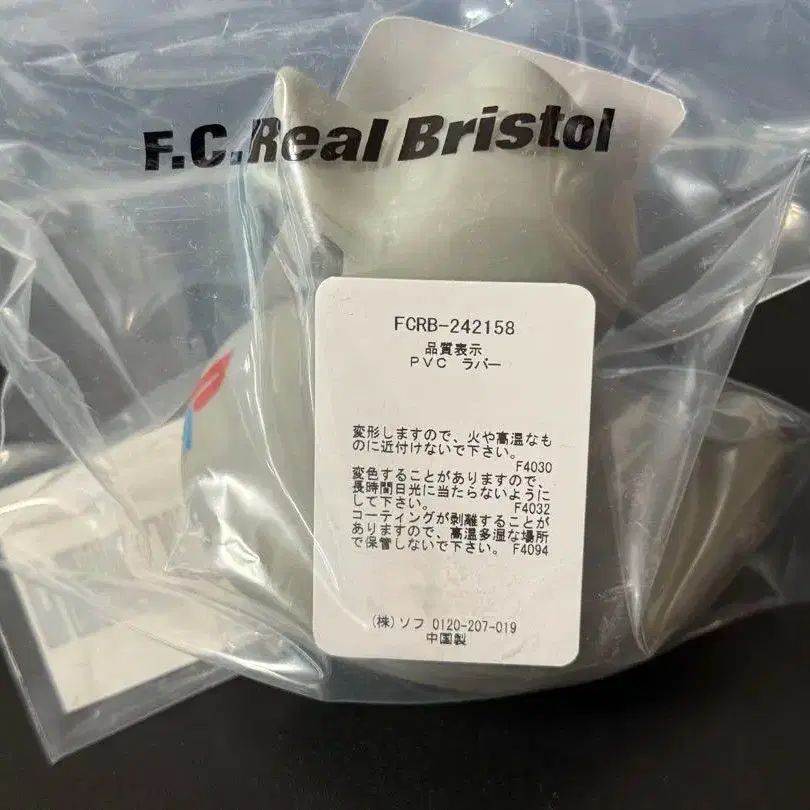 F.C.Real Bristol
FCRB-242158
品質表示
PVC ラバー
変形しますので、火や高温なも
のに近付けないで下さい。
F4030
変色することがありますので、
長時間日光に当たらないように
して下さい。 F4032
コーティングが剥離することが
ありますので、高温多湿な場所
で保管しないで下さい。 F4094
(株)ソフ 0120-207-019
中国製